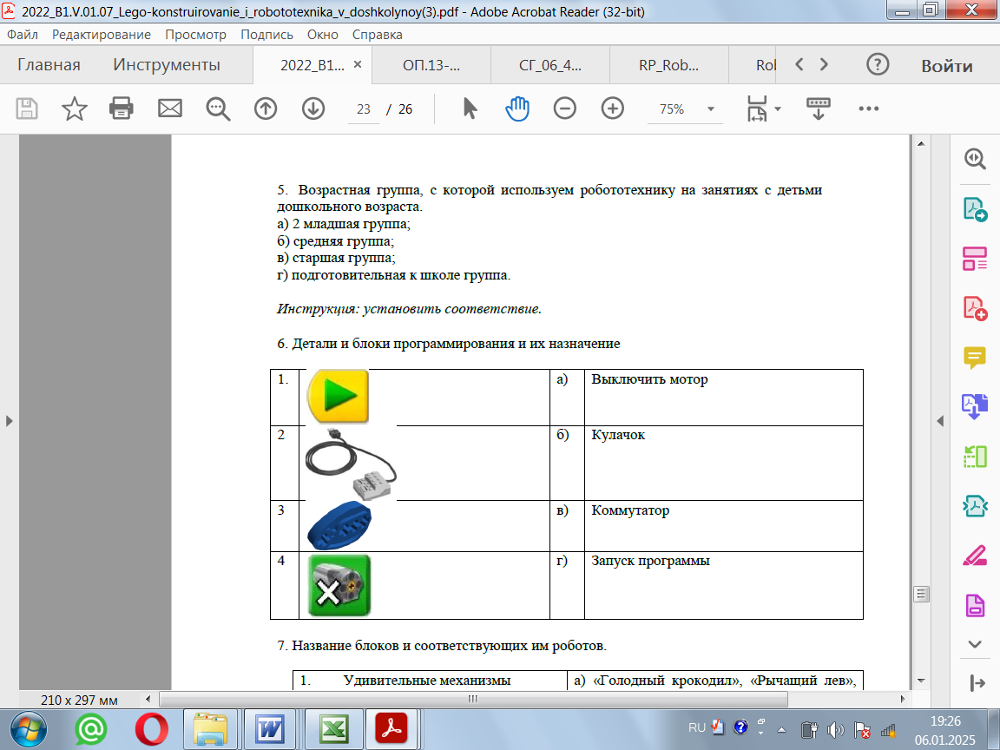 2022_B1.V.01.07_Lego-konstruirovanie_i_robototexnika_v_doshkolynoy(3).pdf - Adobe Acrobat Reader (32-bit)
Файл Редактирование Просмотр Подпись Окно Справка
Главная Инструменты 2022_B1... × ОП.13-... СГ_06_4... RP_Rob... Rol Войти
23 / 26 75%
5. Возрастная группа, с которой используем робототехнику на занятиях с детьми
дошкольного возраста.
а) 2 младшая группа;
б) средняя группа;
в) старшая группа;
г) подготовительная к школе группа.
Инструкция: установить соответствие.
6. Детали и блоки программирования и их назначение
1. а) Выключить мотор
2 б) Кулачок
3 в) Коммутатор
4 г) Запуск программы
7. Название блоков и соответствующих им роботов.
1. Удивительные механизмы а) «Голодный крокодил», «Рычащий лев»,
210 x 297 мм
RU 19:26
06.01.2025